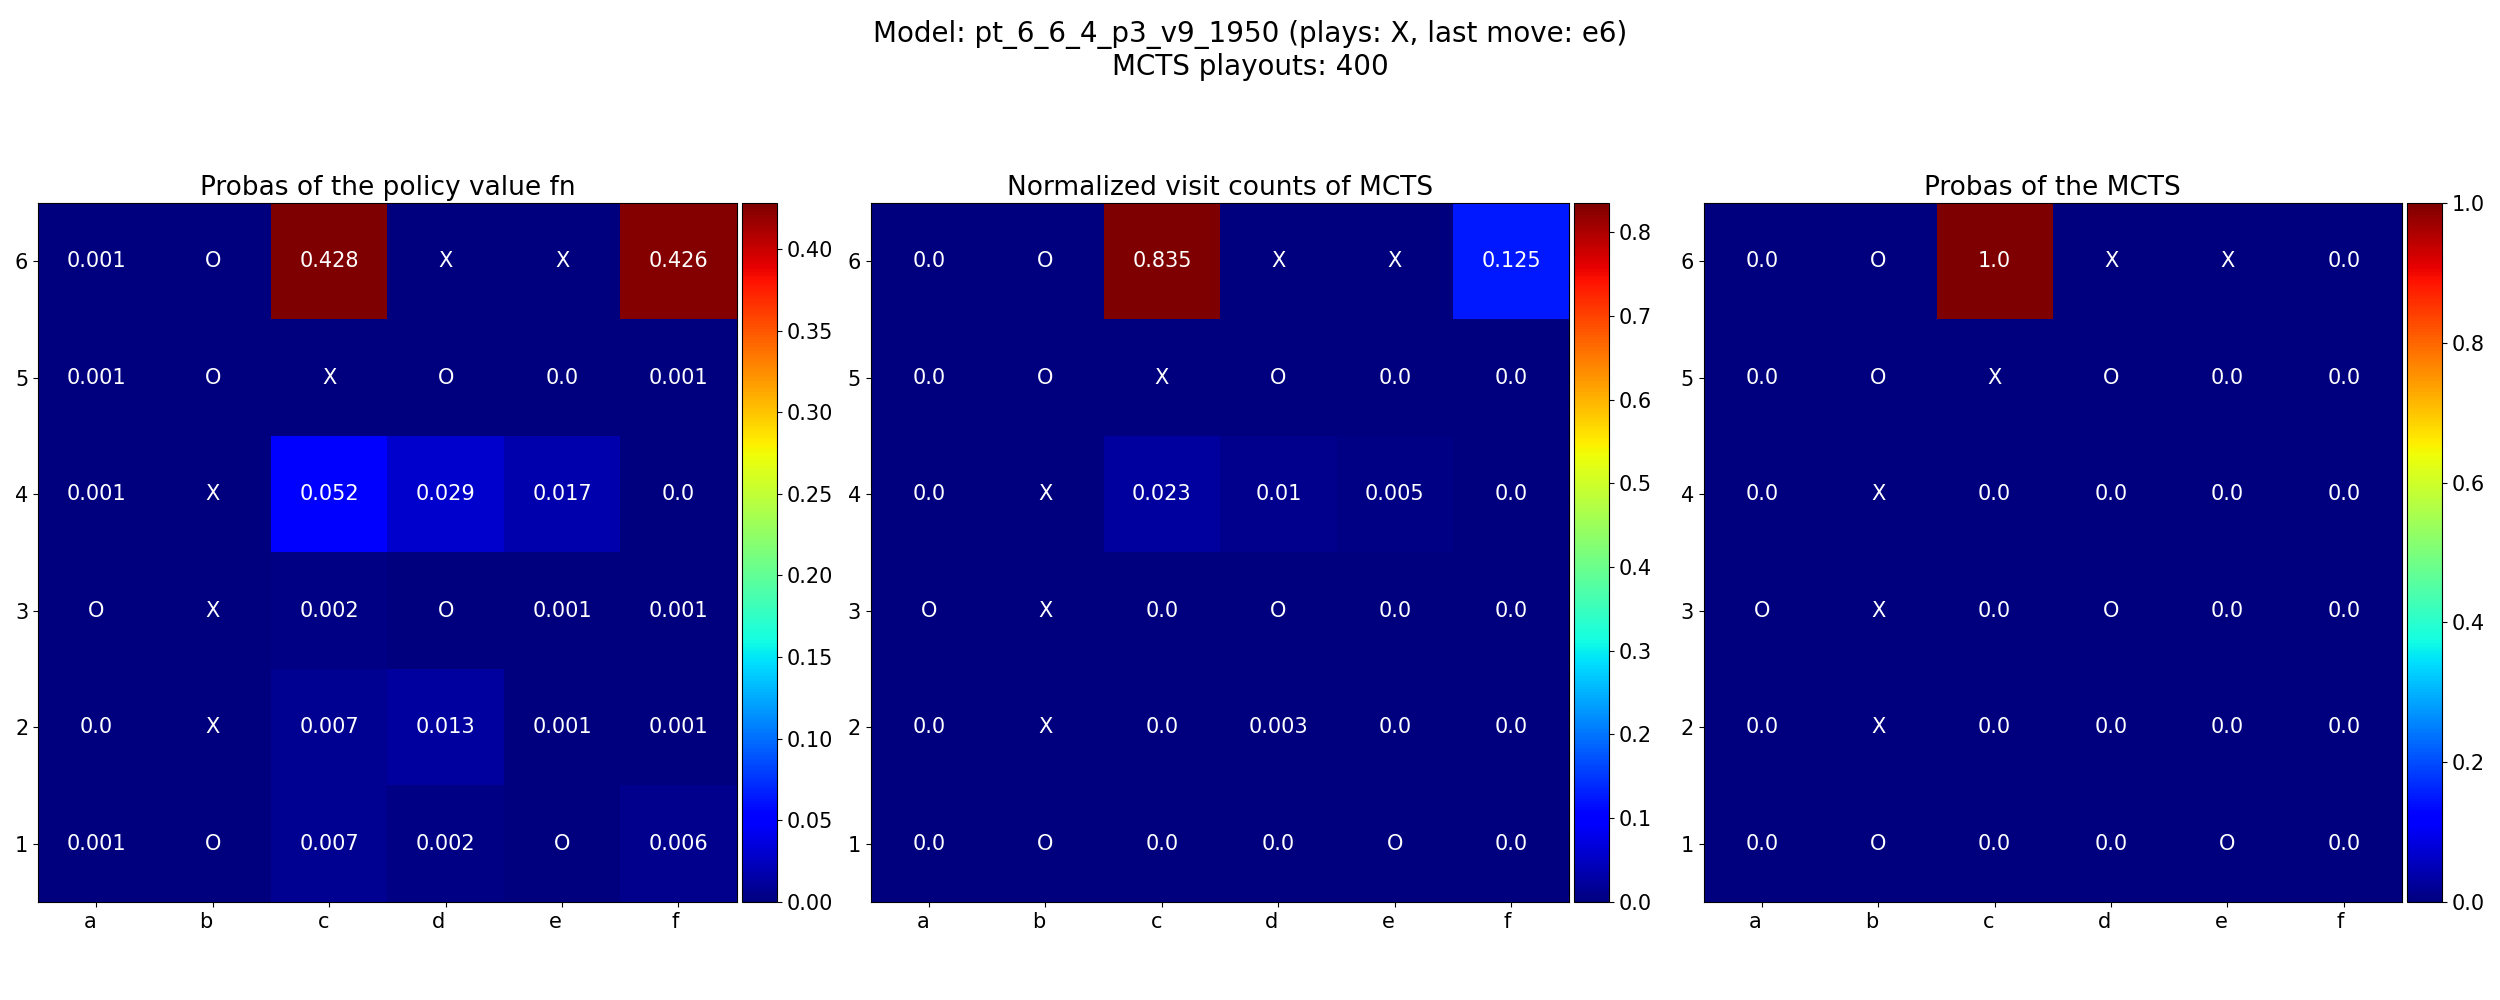 Model: pt_6_6_4_p3_v9_1950 (plays: X, last move: e6)
MCTS playouts: 400
Probas of the policy value fn
6 0.001 O 0.428 X X 0.426
5 0.001 O X O 0.0 0.001
4 0.001 X 0.052 0.029 0.017 0.0
3 O X 0.002 O 0.001 0.001
2 0.0 X 0.007 0.013 0.001 0.001
1 0.001 O 0.007 0.002 O 0.006
a b c d e f
0.40
0.35
0.30
0.25
0.20
0.15
0.10
0.05
0.00
Normalized visit counts of MCTS
6 0.0 O 0.835 X X 0.125
5 0.0 O X O 0.0 0.0
4 0.0 X 0.023 0.01 0.005 0.0
3 O X 0.0 O 0.0 0.0
2 0.0 X 0.0 0.003 0.0 0.0
1 0.0 O 0.0 0.0 O 0.0
a b c d e f
0.8
0.7
0.6
0.5
0.4
0.3
0.2
0.1
0.0
Probas of the MCTS
6 0.0 O 1.0 X X 0.0
5 0.0 O X O 0.0 0.0
4 0.0 X 0.0 0.0 0.0 0.0
3 O X 0.0 O 0.0 0.0
2 0.0 X 0.0 0.0 0.0 0.0
1 0.0 O 0.0 0.0 O 0.0
a b c d e f
1.0
0.8
0.6
0.4
0.2
0.0